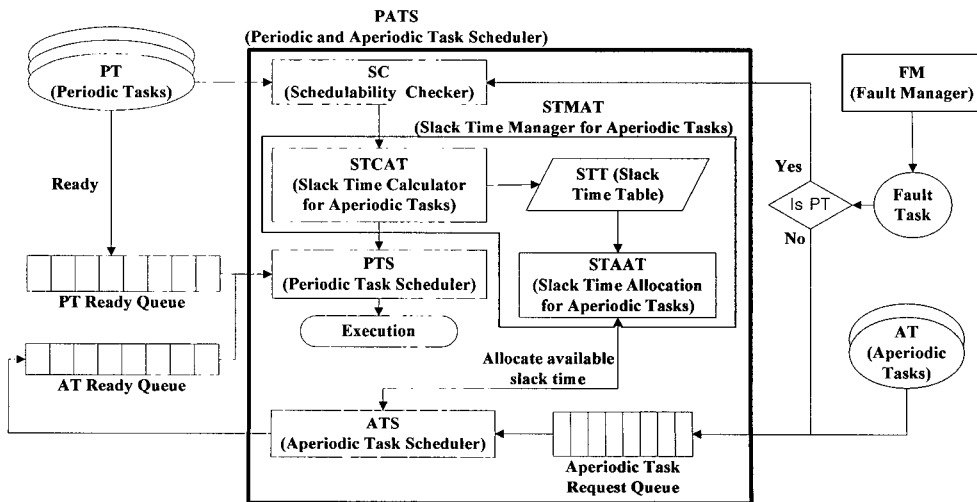 PATS
(Periodic and Aperiodic Task Scheduler)
PT
(Periodic Tasks)
SC
(Schedulability Checker)
FM
(Fault Manager)
STMAT
(Slack Time Manager for Aperiodic Tasks)
STCAT
(Slack Time Calculator
for Aperiodic Tasks)
STT (Slack
Time Table)
Yes
Is PT
No
Fault
Task
Ready
PTS
(Periodic Task Scheduler)
STAAT
(Slack Time Allocation
for Aperiodic Tasks)
PT Ready Queue
Execution
AT
(Aperiodic
Tasks)
AT Ready Queue
Allocate available
slack time
ATS
(Aperiodic Task Scheduler)
Aperiodic Task
Request Queue